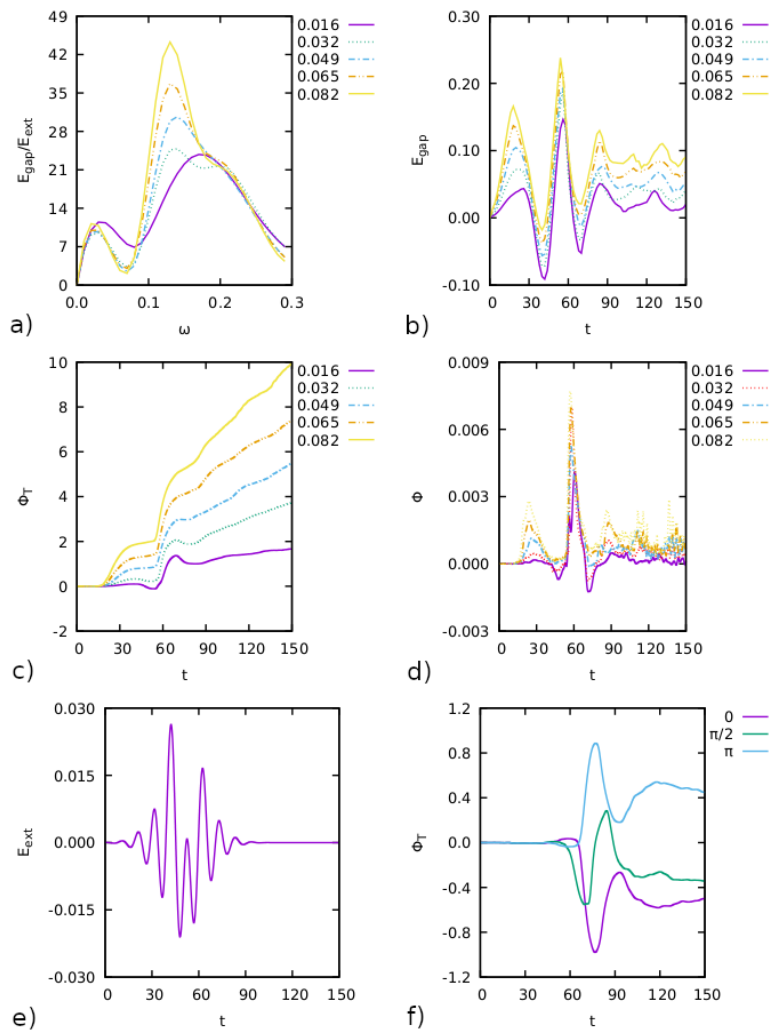 49
42
35
28
21
14
7
0
E_gap/E_ext
0.0 0.1 0.2 0.3
ω
0.016
0.032
0.049
0.065
0.082
a)
0.30
0.20
0.10
0.00
-0.10
E_gap
0 30 60 90 120 150
t
0.016
0.032
0.049
0.065
0.082
b)
10
8
6
4
2
0
-2
Φ_T
0 30 60 90 120 150
t
0.016
0.032
0.049
0.065
0.082
c)
0.009
0.006
0.003
0.000
-0.003
Φ
0 30 60 90 120 150
t
0.016
0.032
0.049
0.065
0.082
d)
0.030
0.015
0.000
-0.015
-0.030
E_ext
0 30 60 90 120 150
t
e)
1.2
0.8
0.4
0.0
-0.4
-0.8
-1.2
Φ_T
0 30 60 90 120 150
t
0
π/2
π
f)